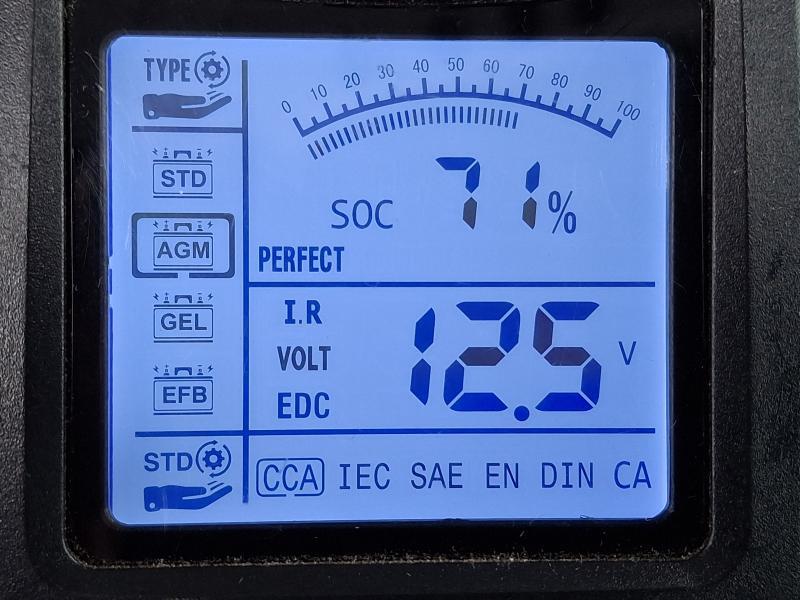 TYPE
STD
AGM
GEL
EFB
STD
0 10 20 30 40 50 60 70 80 90 100
SOC 71%
PERFECT
I.R
VOLT
EDC
12.5 V
CCA IEC SAE EN DIN CA